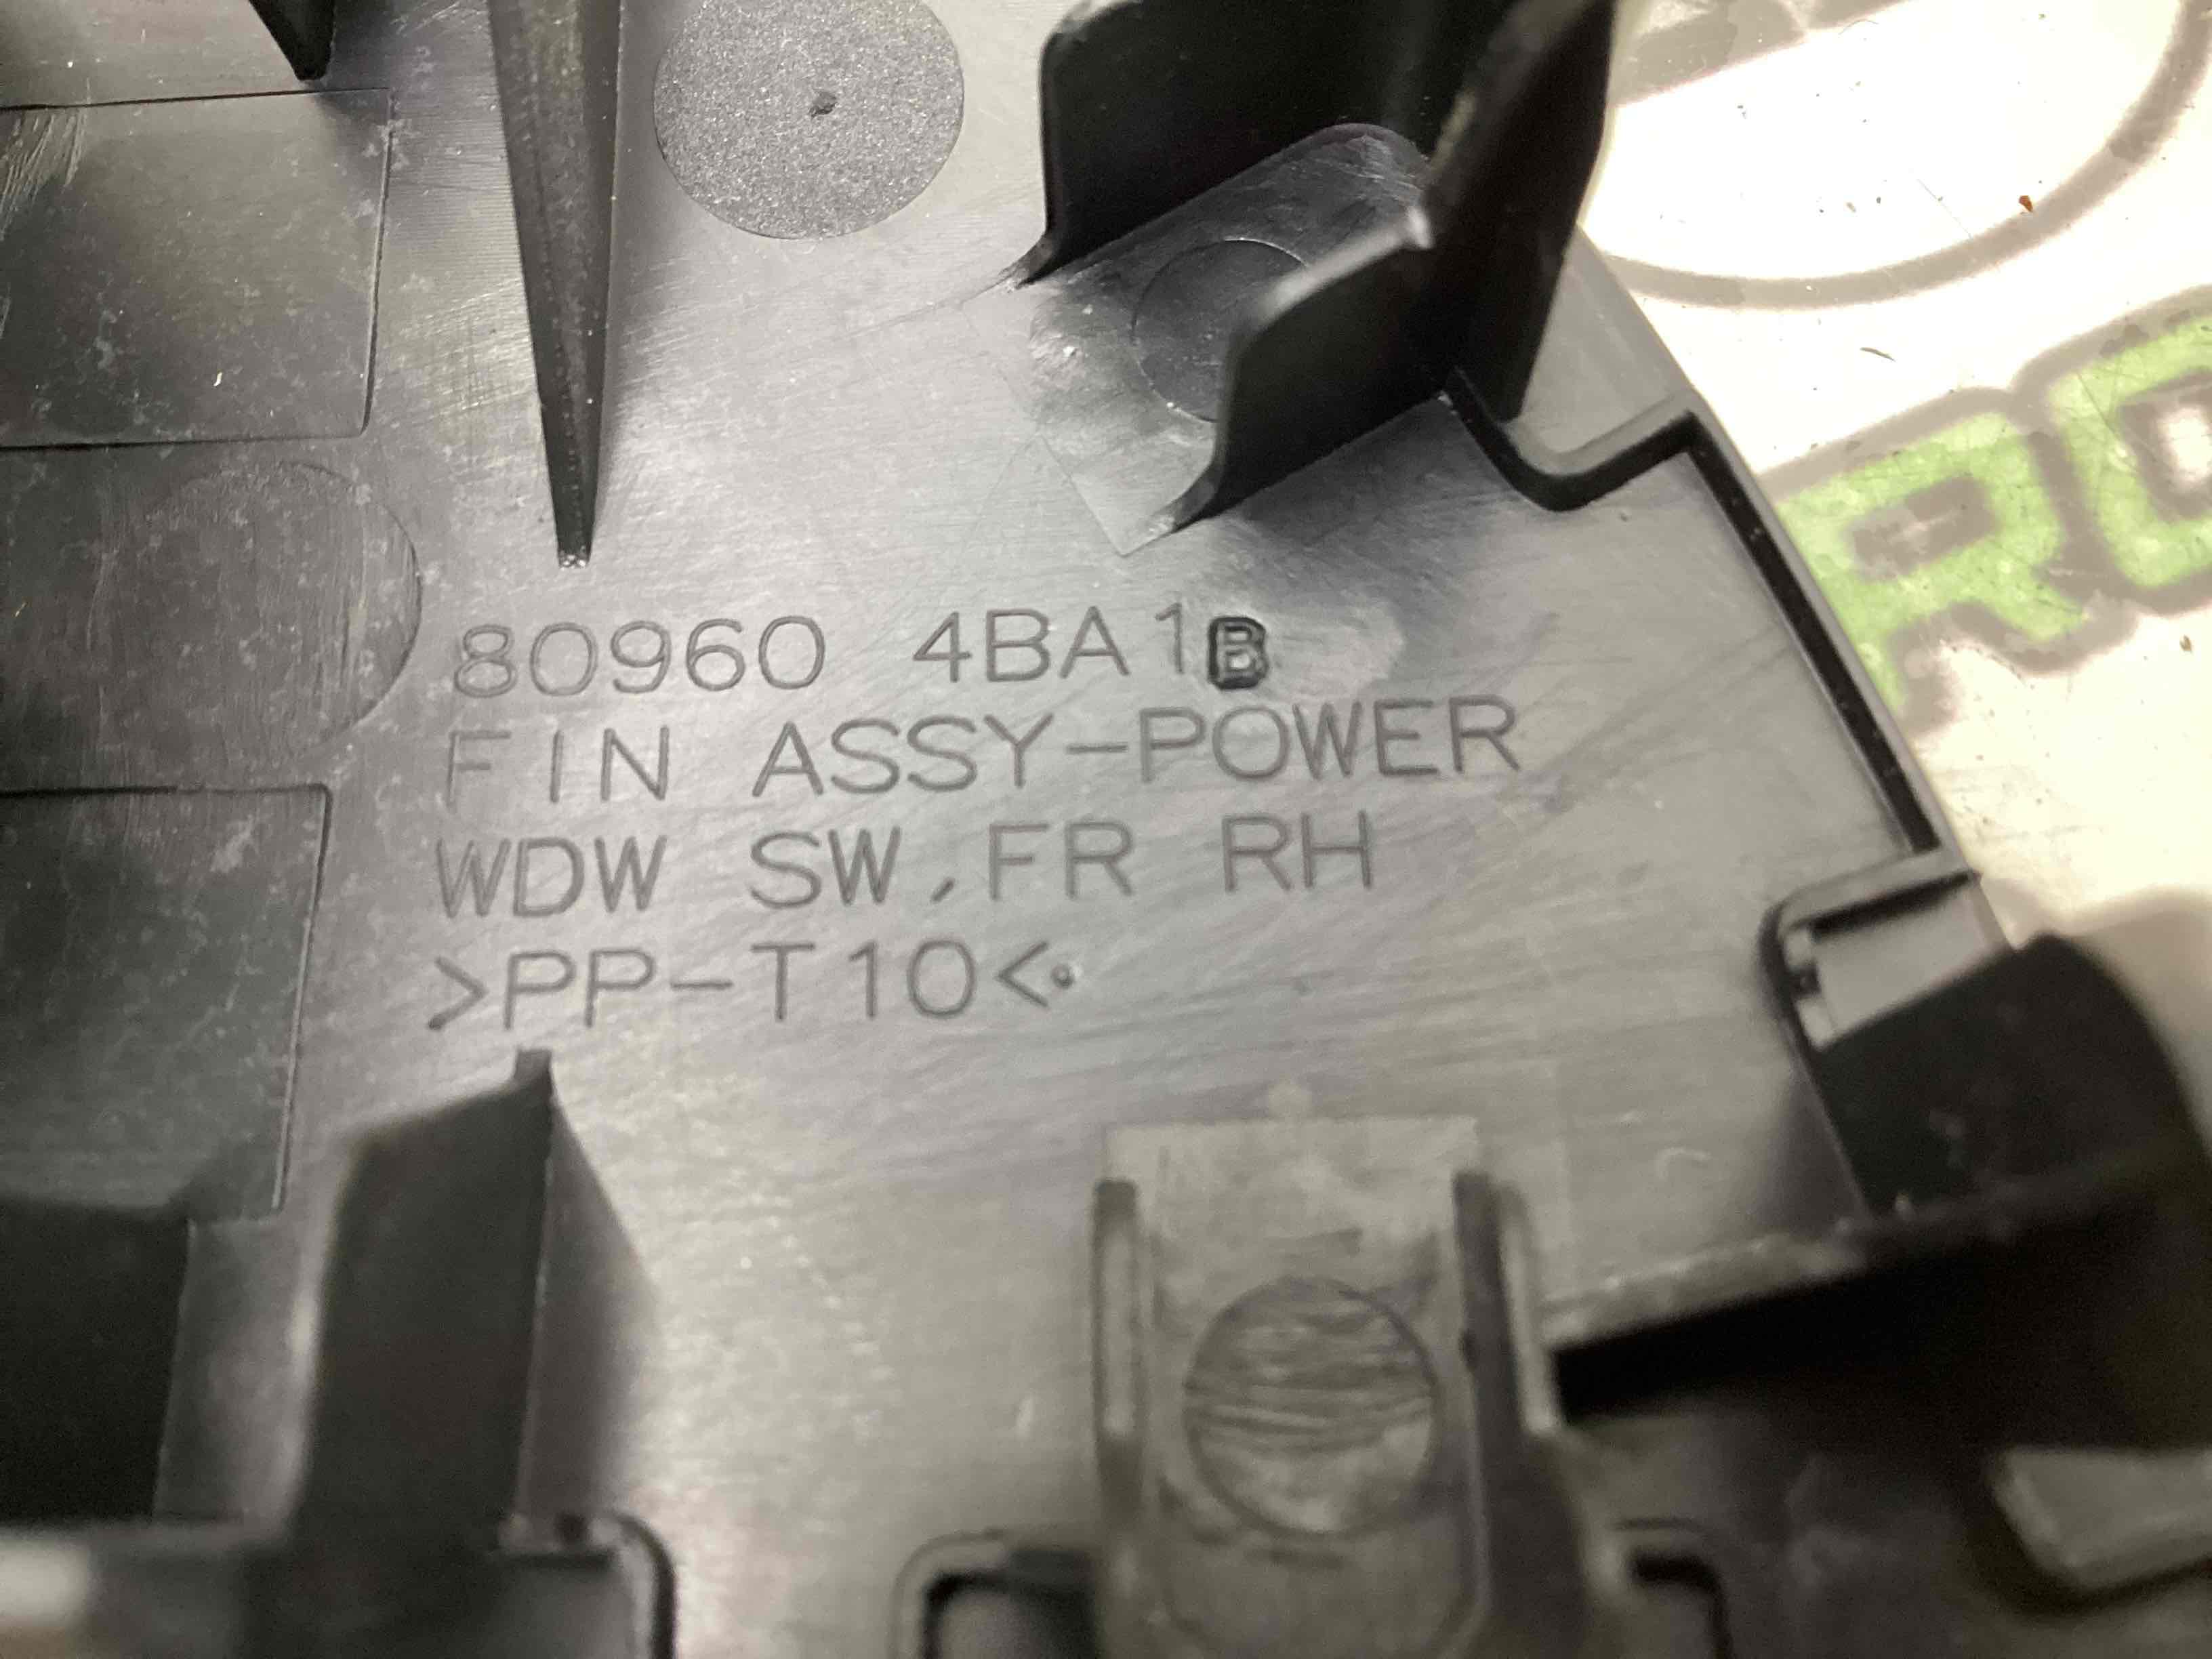 80960 4BA1B
FIN ASSY-POWER
WDW SW,FR RH
>PP-T10<